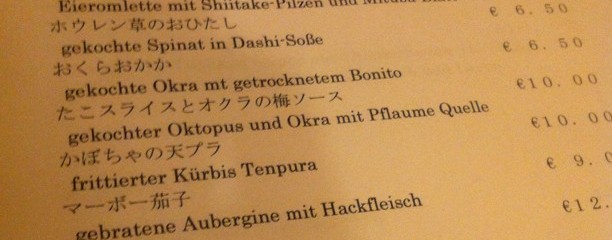 Eieromlette mit Shiitake-Pilzen und
ホウレン草のおひたし € 6.50
gekochte Spinat in Dashi-Soße
おくらおかか € 6.50
gekochte Okra mt getrocknetem Bonito
たこスライスとオクラの梅ソース €10.00
gekochter Oktopus und Okra mit Pflaume Quelle
かぼちゃの天プラ €10.00
frittierter Kürbis Tenpura
マーボー茄子 € 9.0
gebratene Aubergine mit Hackfleisch
€12.